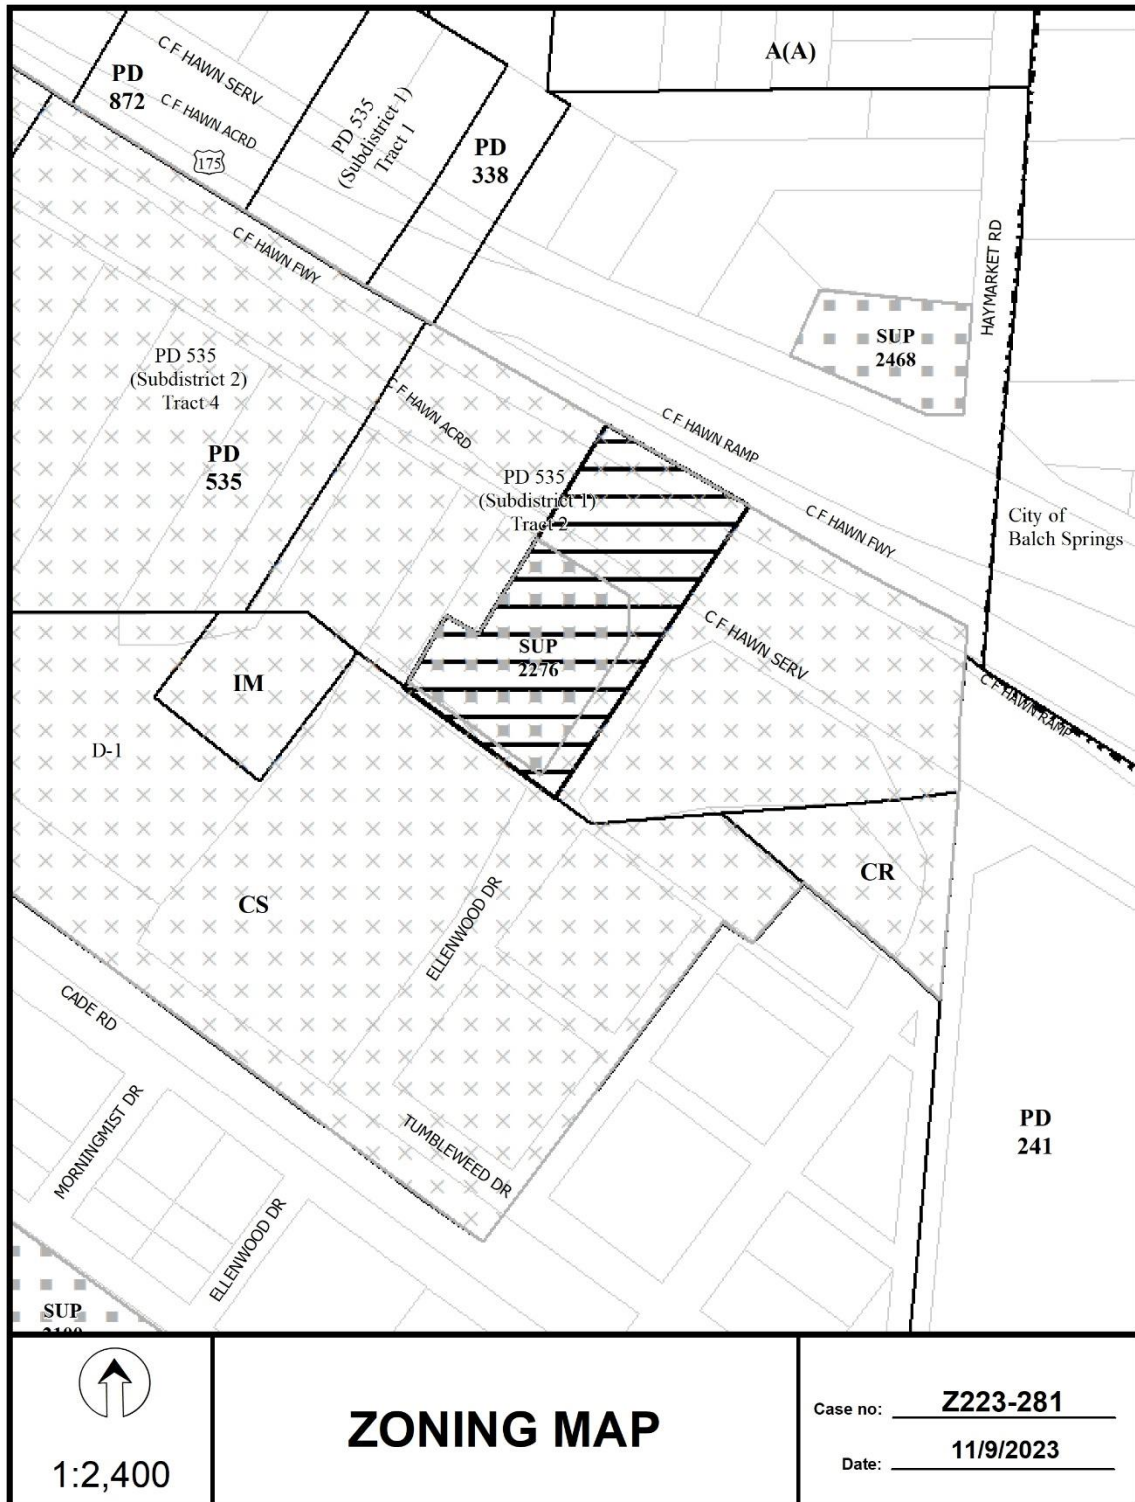 A(A)
PD
872
C F HAWN SERV
C F HAWN ACRD
175
PD 535
(Subdistrict 1)
Tract 1
PD
338
HAYMARKET RD
C F HAWN FWY
SUP
2468
PD 535
(Subdistrict 2)
Tract 4
PD
535
C F HAWN ACRD
C F HAWN RAMP
PD 535
(Subdistrict 1)
Tract 2
C F HAWN FWY
City of
Balch Springs
C F HAWN SERV
SUP
2276
IM
C F HAWN RAMP
D-1
CR
CS
ELLENWOOD DR
CADE RD
MORNINGMIST DR
TUMBLEWEED DR
PD
241
ELLENWOOD DR
SUP
1:2,400
ZONING MAP
Case no: Z223-281
Date: 11/9/2023